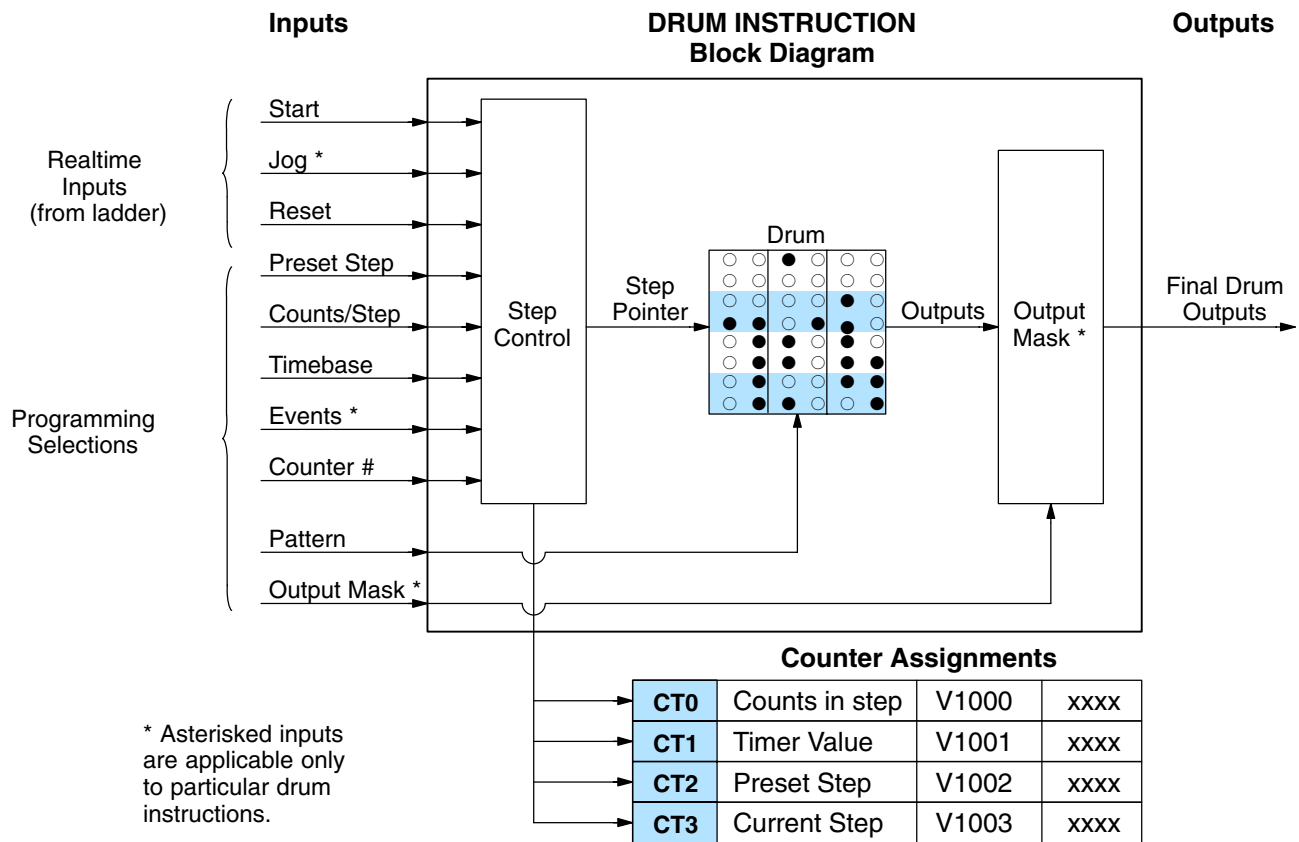 Inputs
DRUM INSTRUCTION
Block Diagram
Outputs
Realtime
Inputs
(from ladder)
Start
Jog *
Reset
Programming
Selections
Preset Step
Counts/Step
Timebase
Events *
Counter #
Pattern
Output Mask *
Step
Control
Step
Pointer
Drum
Outputs
Output
Mask *
Final Drum
Outputs
Counter Assignments
CT0 Counts in step V1000 xxxx
CT1 Timer Value V1001 xxxx
CT2 Preset Step V1002 xxxx
CT3 Current Step V1003 xxxx
* Asterisked inputs
are applicable only
to particular drum
instructions.